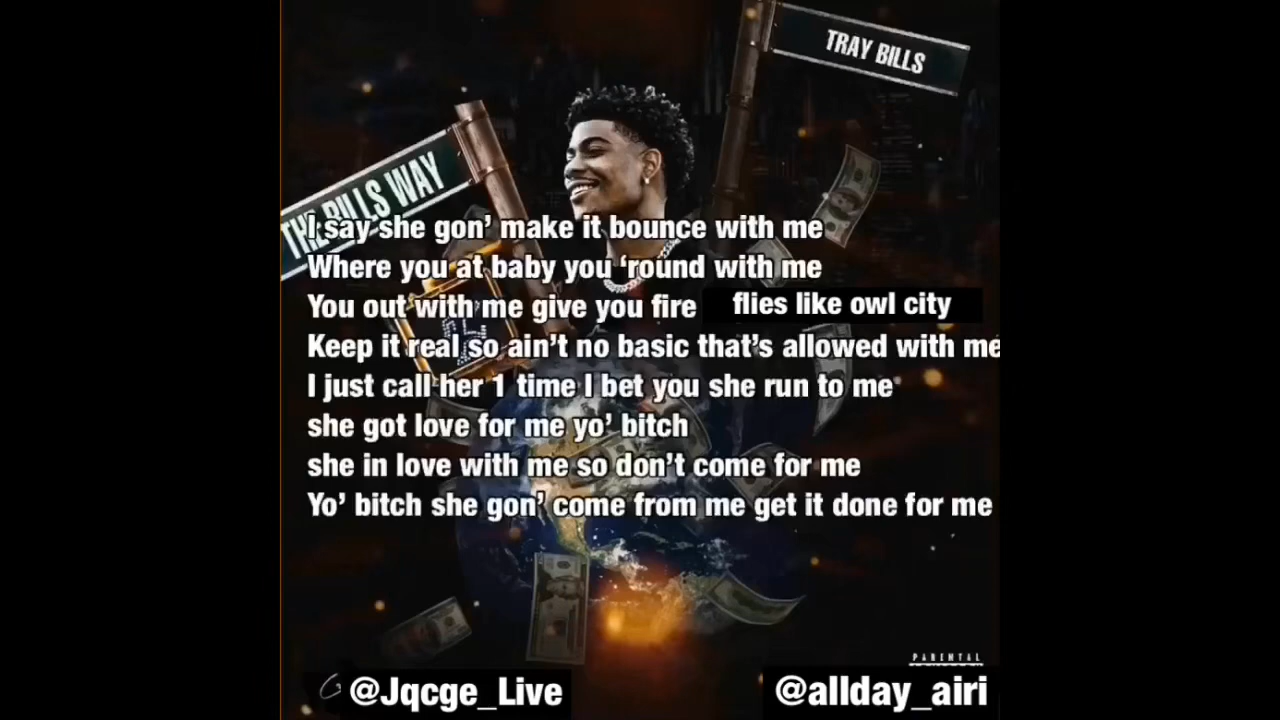 TRAY BILLS
THE BILLS WAY
I say she gon’ make it bounce with me
Where you at baby you ‘round with me
You out with me give you fire flies like owl city
Keep it real so ain’t no basic that’s allowed with me
I just call her 1 time I bet you she run to me
she got love for me yo’ bitch
she in love with me so don’t come for me
Yo’ bitch she gon’ come from me get it done for me
PARENTAL
@Jqcge_Live
@allday_airi